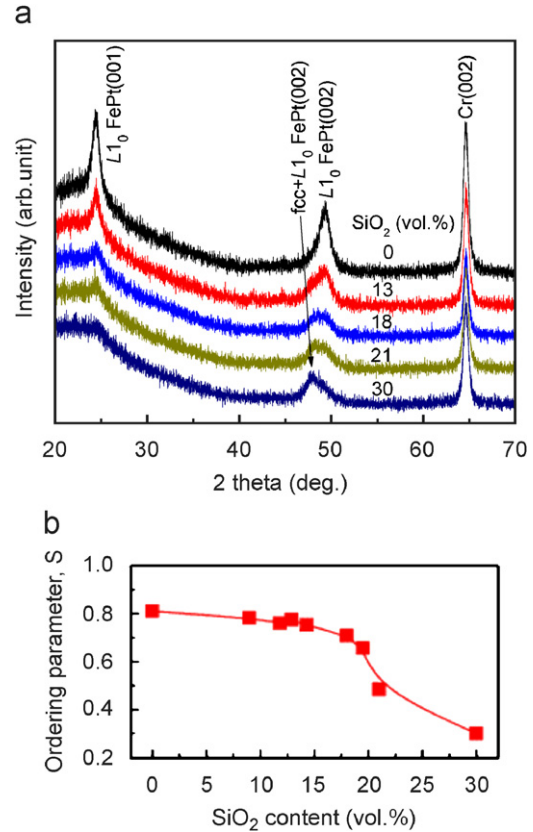 a
Intensity (arb.unit)
L1₀ FePt(001)
fcc+L1₀ FePt(002)
L1₀ FePt(002)
Cr(002)
SiO₂ (vol.%)
0
13
18
21
30
20 30 40 50 60 70
2 theta (deg.)
b
Ordering parameter, S
1.0
0.8
0.6
0.4
0.2
0 5 10 15 20 25 30
SiO₂ content (vol.%)